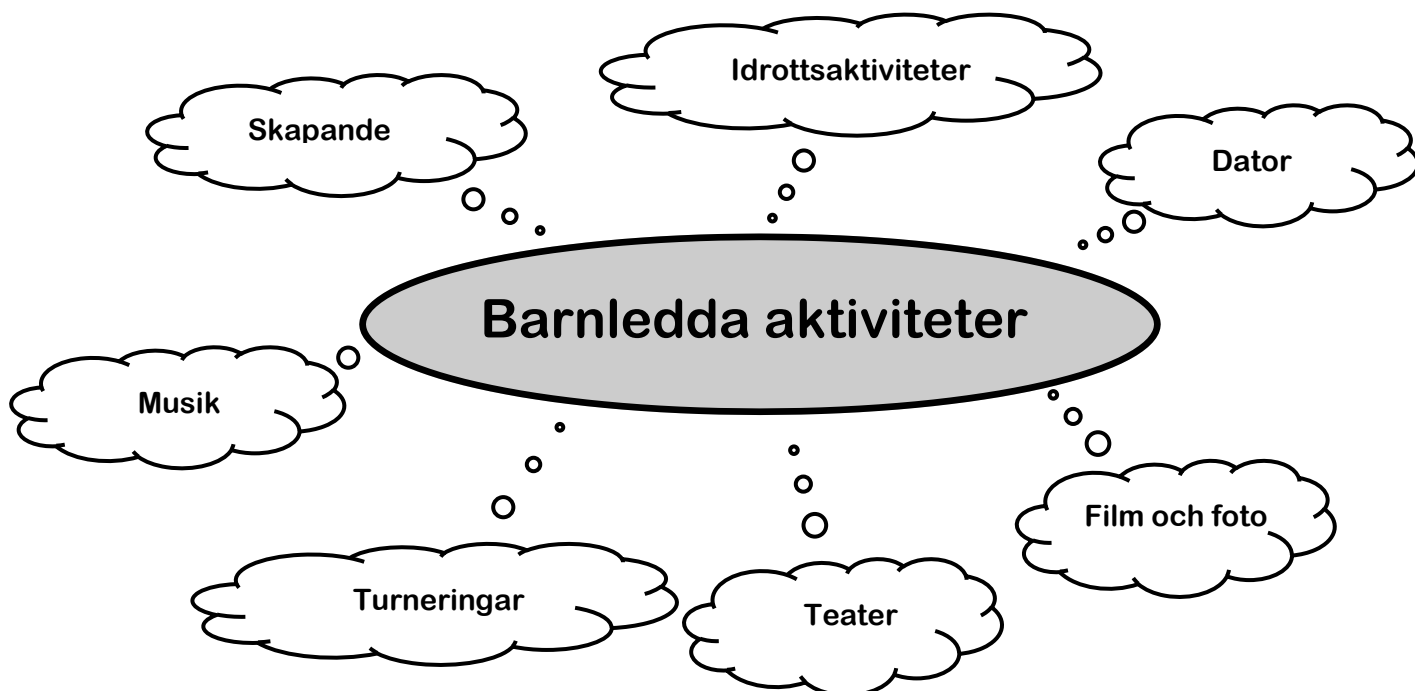 Idrottsaktiviteter
Skapande
Dator
Barnledda aktiviteter
Musik
Film och foto
Turneringar
Teater